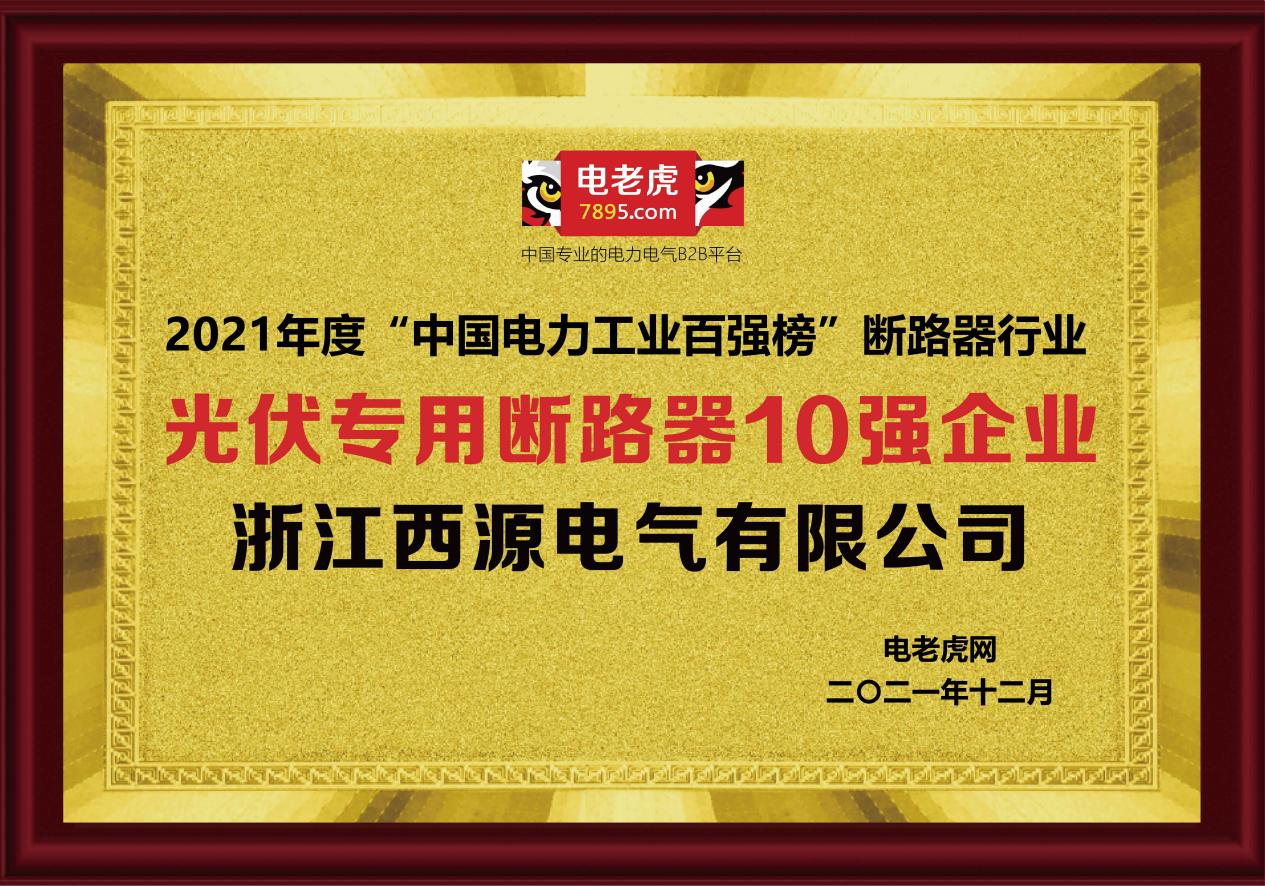 电老虎
7895.com
中国专业的电力电气B2B平台
2021年度“中国电力工业百强榜”断路器行业
光伏专用断路器10强企业
浙江西源电气有限公司
电老虎网
二〇二一年十二月